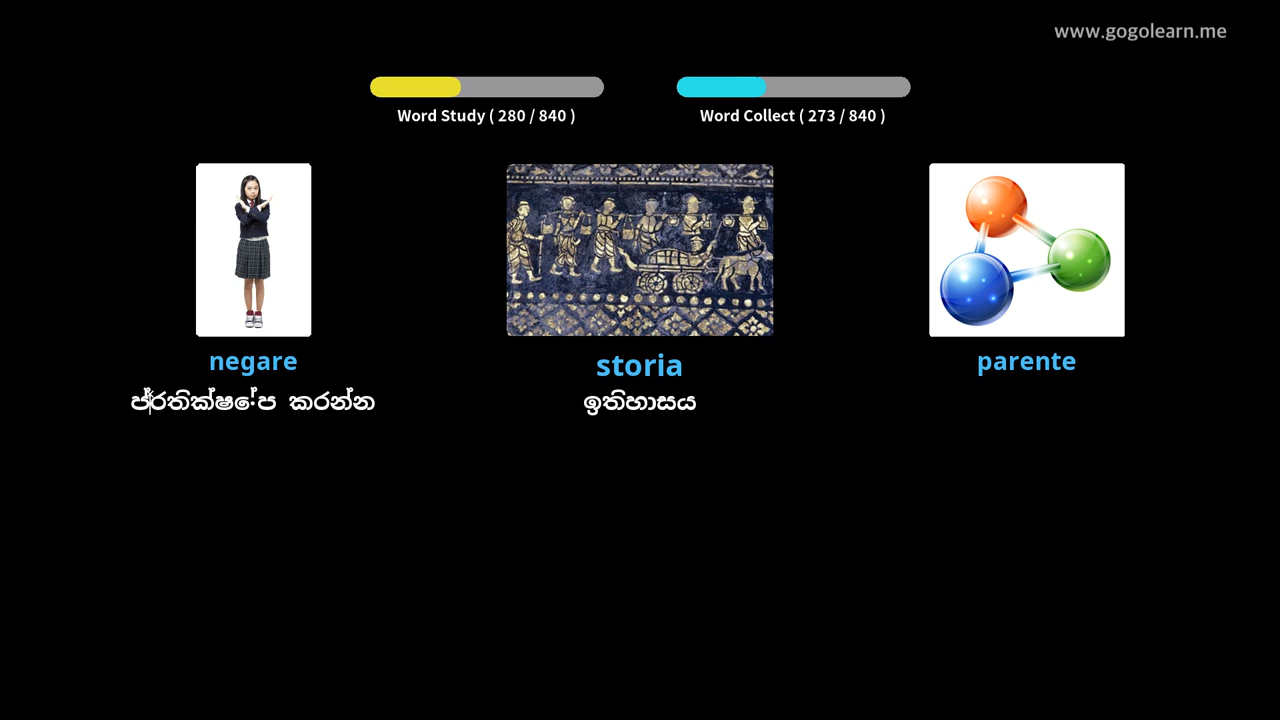 www.gogolearn.me
Word Study ( 280 / 840 )
Word Collect ( 273 / 840 )
negare
storia
parente
ප්රතික්ෂේප කරන්න
ඉතිහාසය